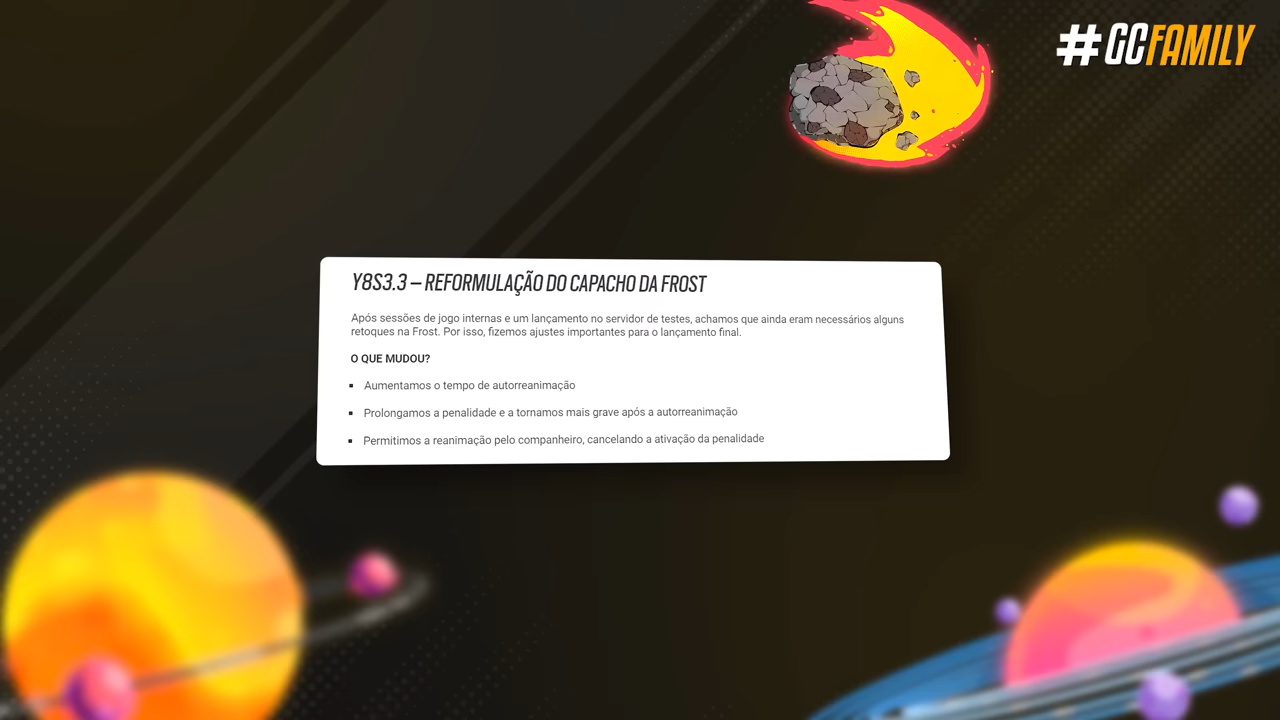 #GCFAMILY
Y8S3.3 – REFORMULAÇÃO DO CAPACHO DA FROST
Após sessões de jogo internas e um lançamento no servidor de testes, achamos que ainda eram necessários alguns
retoques na Frost. Por isso, fizemos ajustes importantes para o lançamento final.
O QUE MUDOU?
▪ Aumentamos o tempo de autorreanimação
▪ Prolongamos a penalidade e a tornamos mais grave após a autorreanimação
▪ Permitimos a reanimação pelo companheiro, cancelando a ativação da penalidade